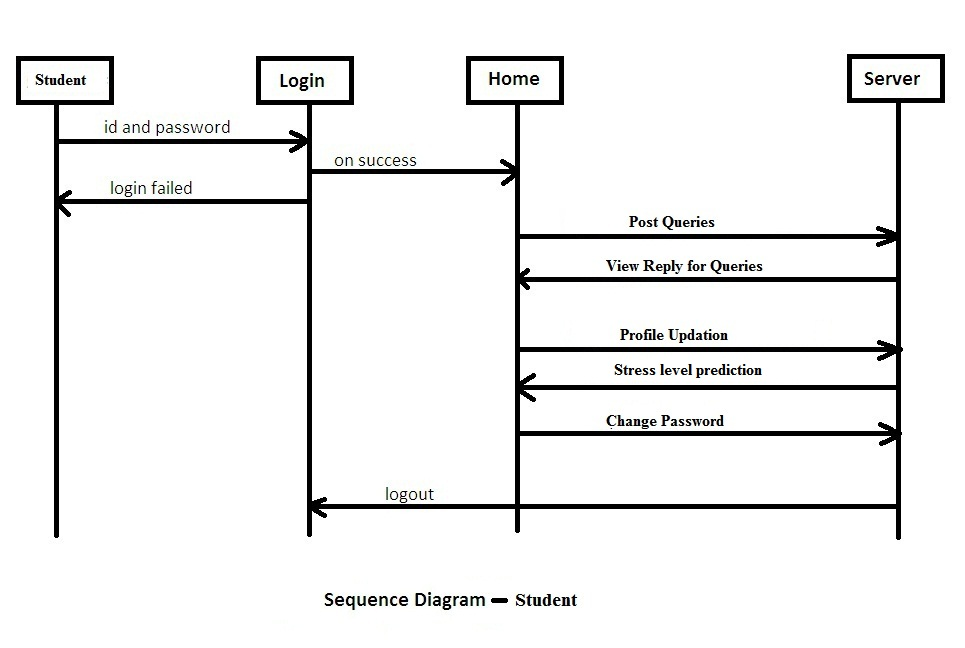 Student
Login
Home
Server
id and password
on success
login failed
Post Queries
View Reply for Queries
Profile Updation
Stress level prediction
Change Password
logout
Sequence Diagram — Student